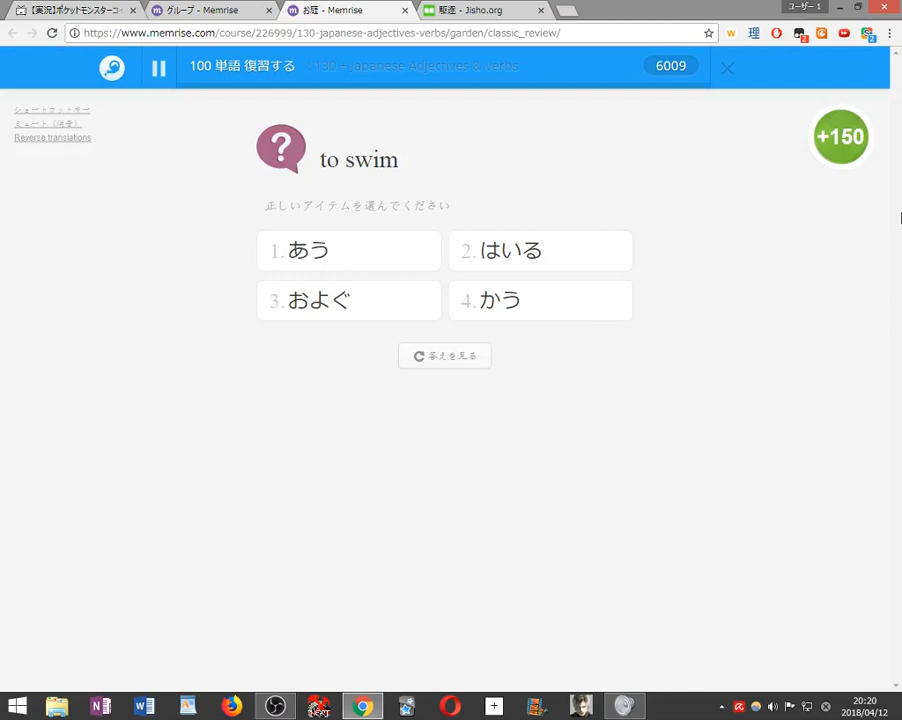 【実況】ポケットモンスターコ
グループ - Memrise
お庭 - Memrise
駆逐 - Jisho.org
ユーザー 1
https://www.memrise.com/course/226999/130-japanese-adjectives-verbs/garden/classic_review/
100 単語 復習する
130 – Japanese Adjectives & verbs
6009
ショートカットキー
ミュート (消音)
Reverse translations
+150
? to swim
正しいアイテムを選んでください
1. あう
2. はいる
3. およぐ
4. かう
答えを見る
20:20
2018/04/12